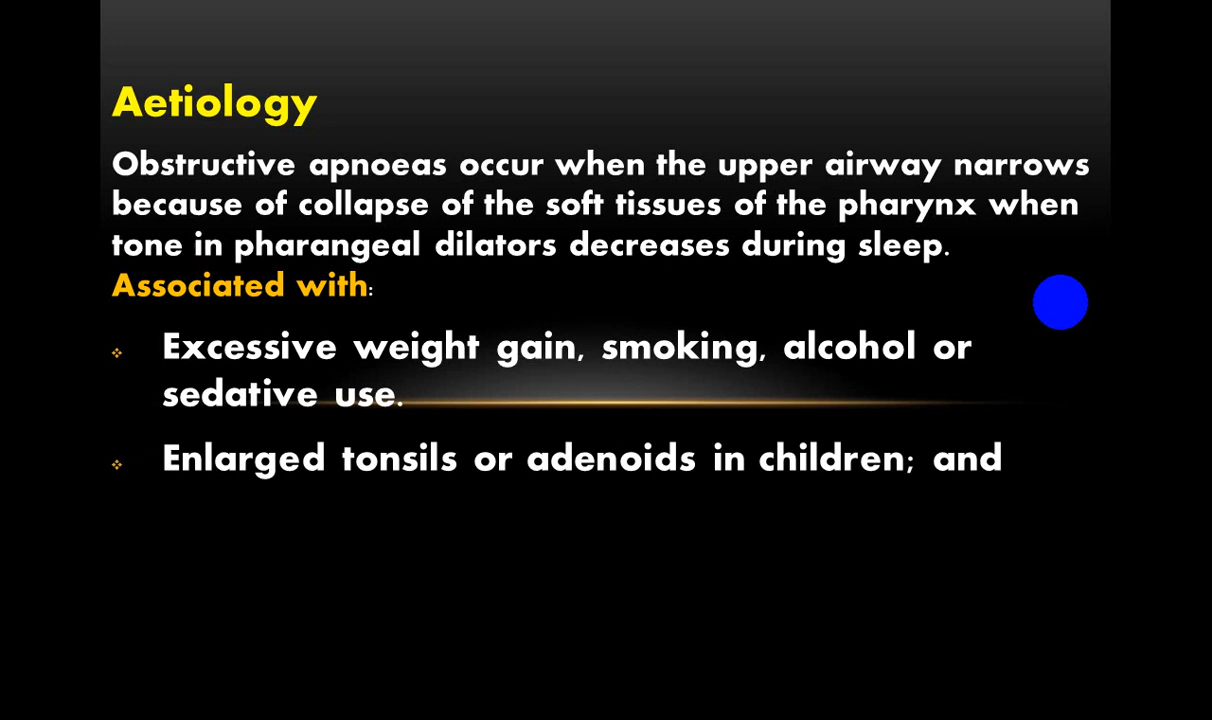 Aetiology
Obstructive apnoeas occur when the upper airway narrows
because of collapse of the soft tissues of the pharynx when
tone in pharangeal dilators decreases during sleep.
Associated with:
Excessive weight gain, smoking, alcohol or
sedative use.
Enlarged tonsils or adenoids in children; and